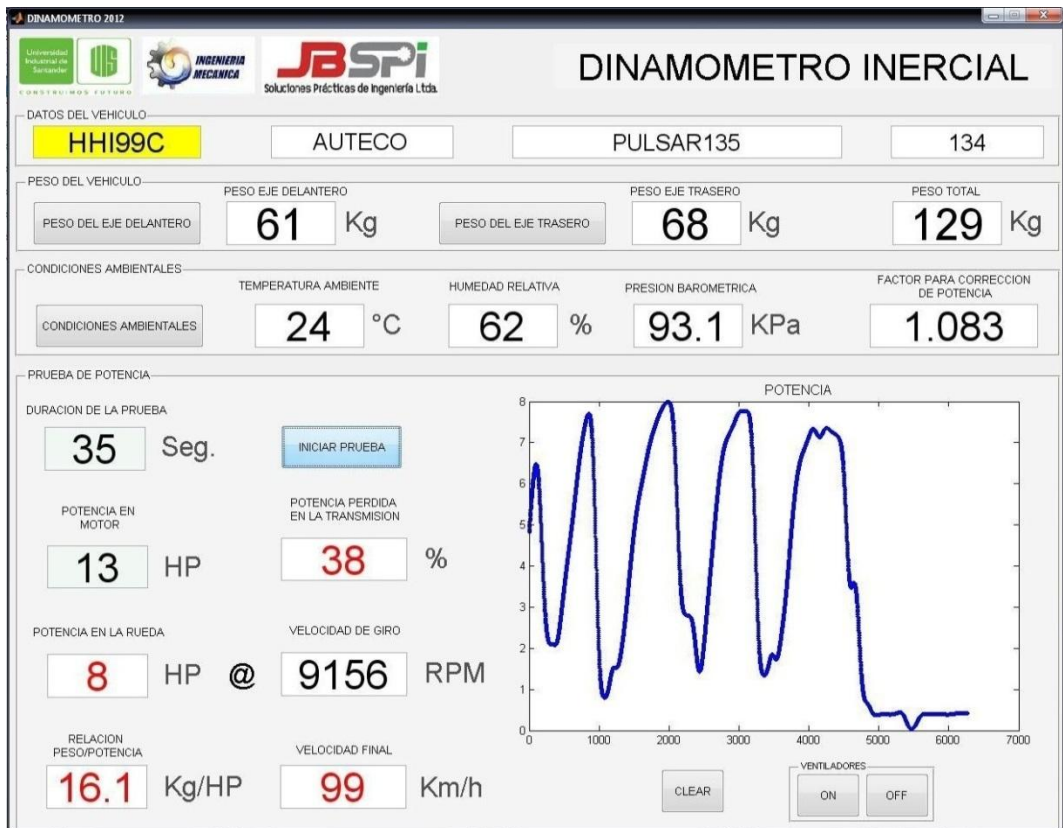 DINAMOMETRO 2012
Universidad
Industrial de
Santander
UIS
CONSTRUIMOS FUTURO
INGENIERIA
MECANICA
JBSPi
Soluciones Prácticas de Ingeniería Ltda.
DINAMOMETRO INERCIAL
DATOS DEL VEHICULO
HHI99C AUTECO PULSAR135 134
PESO DEL VEHICULO
PESO EJE DELANTERO PESO EJE TRASERO PESO TOTAL
PESO DEL EJE DELANTERO 61 Kg PESO DEL EJE TRASERO 68 Kg 129 Kg
CONDICIONES AMBIENTALES
TEMPERATURA AMBIENTE HUMEDAD RELATIVA PRESION BAROMETRICA FACTOR PARA CORRECCION
DE POTENCIA
CONDICIONES AMBIENTALES 24 °C 62 % 93.1 KPa 1.083
PRUEBA DE POTENCIA
DURACION DE LA PRUEBA
35 Seg. INICIAR PRUEBA
POTENCIA EN
MOTOR
13 HP
POTENCIA PERDIDA
EN LA TRANSMISION
38 %
POTENCIA EN LA RUEDA VELOCIDAD DE GIRO
8 HP @ 9156 RPM
RELACION
PESO/POTENCIA
16.1 Kg/HP
VELOCIDAD FINAL
99 Km/h
POTENCIA
8
7
6
5
4
3
2
1
0
0 1000 2000 3000 4000 5000 6000 7000
CLEAR
VENTILADORES
ON OFF